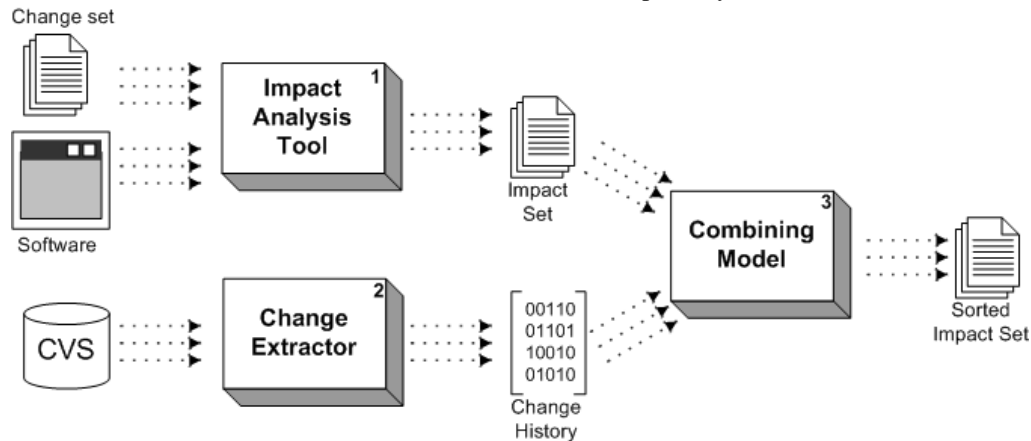 Change set
1
Impact
Analysis
Tool
Impact
Set
Software
3
Combining
Model
Sorted
Impact Set
CVS
2
Change
Extractor
00110
01101
10010
01010
Change
History